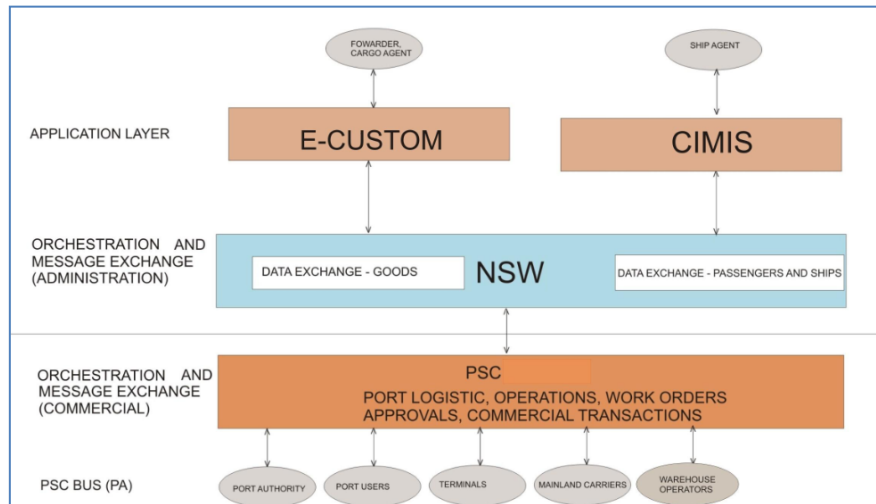 FOWARDER,
CARGO AGENT
SHIP AGENT
APPLICATION LAYER
E-CUSTOM
CIMIS
ORCHESTRATION AND
MESSAGE EXCHANGE
(ADMINISTRATION)
DATA EXCHANGE - GOODS
NSW
DATA EXCHANGE - PASSENGERS AND SHIPS
ORCHESTRATION AND
MESSAGE EXCHANGE
(COMMERCIAL)
PSC
PORT LOGISTIC, OPERATIONS, WORK ORDERS
APPROVALS, COMMERCIAL TRANSACTIONS
PSC BUS (PA)
PORT AUTHORITY
PORT USERS
TERMINALS
MAINLAND CARRIERS
WAREHOUSE
OPERATORS